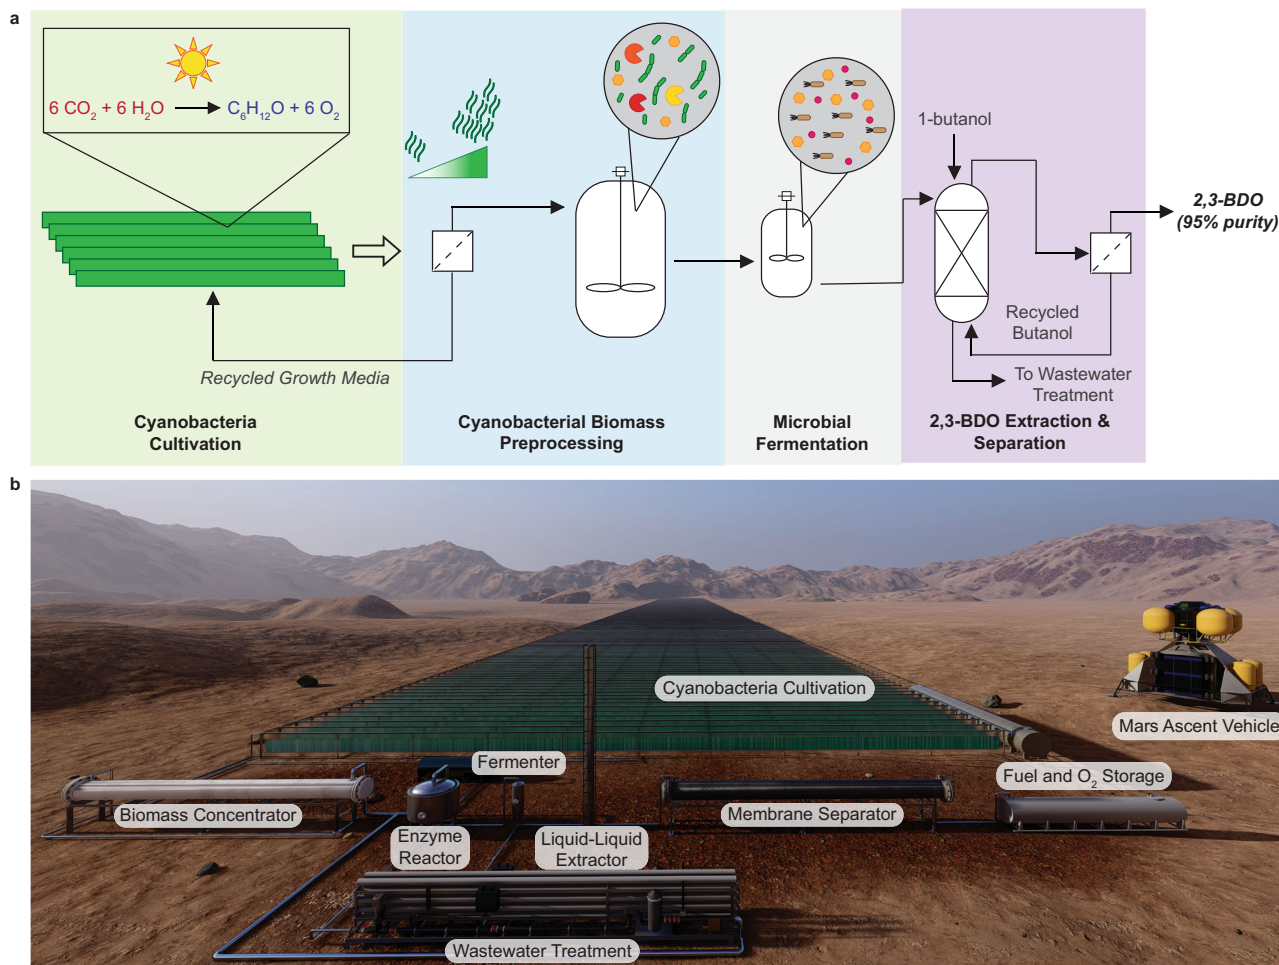 a
6 CO₂ + 6 H₂O → C₆H₁₂O + 6 O₂
1-butanol
2,3-BDO
(95% purity)
Recycled
Butanol
To Wastewater
Treatment
Recycled Growth Media
Cyanobacteria
Cultivation
Cyanobacterial Biomass
Preprocessing
Microbial
Fermentation
2,3-BDO Extraction &
Separation
b
Cyanobacteria Cultivation
Mars Ascent Vehicle
Fermenter
Fuel and O₂ Storage
Biomass Concentrator
Membrane Separator
Enzyme
Reactor
Liquid-Liquid
Extractor
Wastewater Treatment